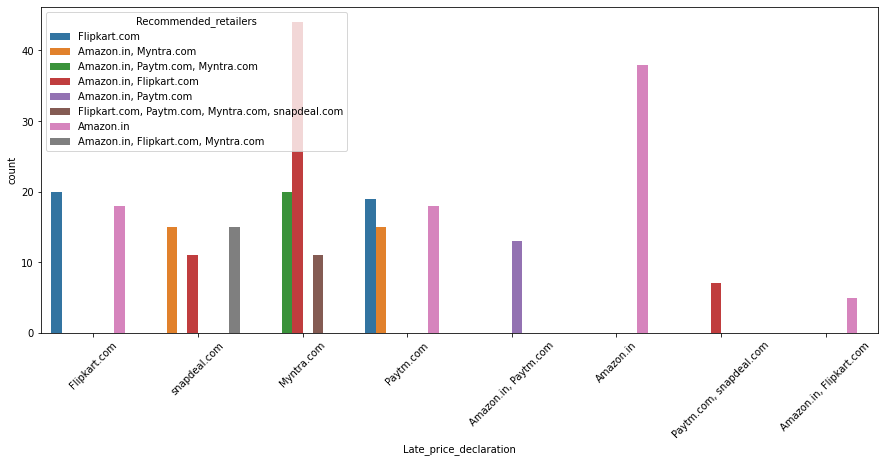 Recommended_retailers
Flipkart.com
Amazon.in, Myntra.com
Amazon.in, Paytm.com, Myntra.com
Amazon.in, Flipkart.com
Amazon.in, Paytm.com
Flipkart.com, Paytm.com, Myntra.com, snapdeal.com
Amazon.in
Amazon.in, Flipkart.com, Myntra.com
count
40
30
20
10
0
Flipkart.com
snapdeal.com
Myntra.com
Paytm.com
Amazon.in, Paytm.com
Amazon.in
Paytm.com, snapdeal.com
Amazon.in, Flipkart.com
Late_price_declaration